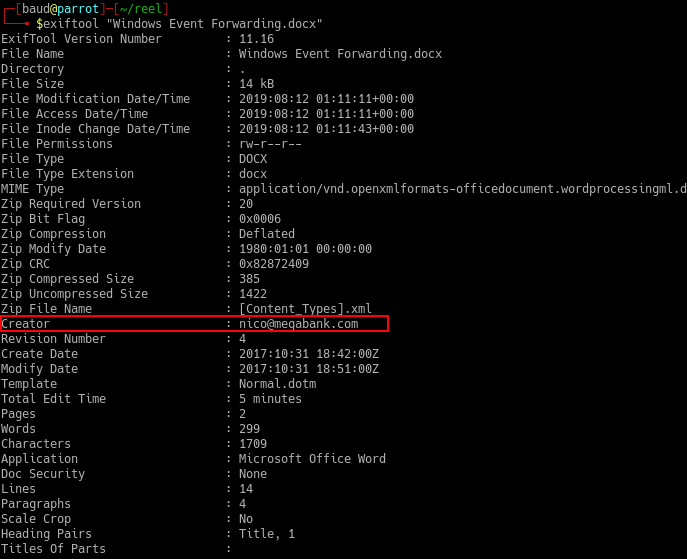 ┌─[baud@parrot]─[~/reel]
└──╼ $exiftool "Windows Event Forwarding.docx"
ExifTool Version Number         : 11.16
File Name                       : Windows Event Forwarding.docx
Directory                       : .
File Size                       : 14 kB
File Modification Date/Time     : 2019:08:12 01:11:11+00:00
File Access Date/Time           : 2019:08:12 01:11:11+00:00
File Inode Change Date/Time     : 2019:08:12 01:11:43+00:00
File Permissions                : rw-r--r--
File Type                       : DOCX
File Type Extension             : docx
MIME Type                       : application/vnd.openxmlformats-officedocument.wordprocessingml.d
Zip Required Version            : 20
Zip Bit Flag                    : 0x0006
Zip Compression                 : Deflated
Zip Modify Date                 : 1980:01:01 00:00:00
Zip CRC                         : 0x82872409
Zip Compressed Size             : 385
Zip Uncompressed Size           : 1422
Zip File Name                   : [Content_Types].xml
Creator                         : nico@megabank.com
Revision Number                 : 4
Create Date                     : 2017:10:31 18:42:00Z
Modify Date                     : 2017:10:31 18:51:00Z
Template                        : Normal.dotm
Total Edit Time                 : 5 minutes
Pages                           : 2
Words                           : 299
Characters                      : 1709
Application                     : Microsoft Office Word
Doc Security                    : None
Lines                           : 14
Paragraphs                      : 4
Scale Crop                      : No
Heading Pairs                   : Title, 1
Titles Of Parts                 :